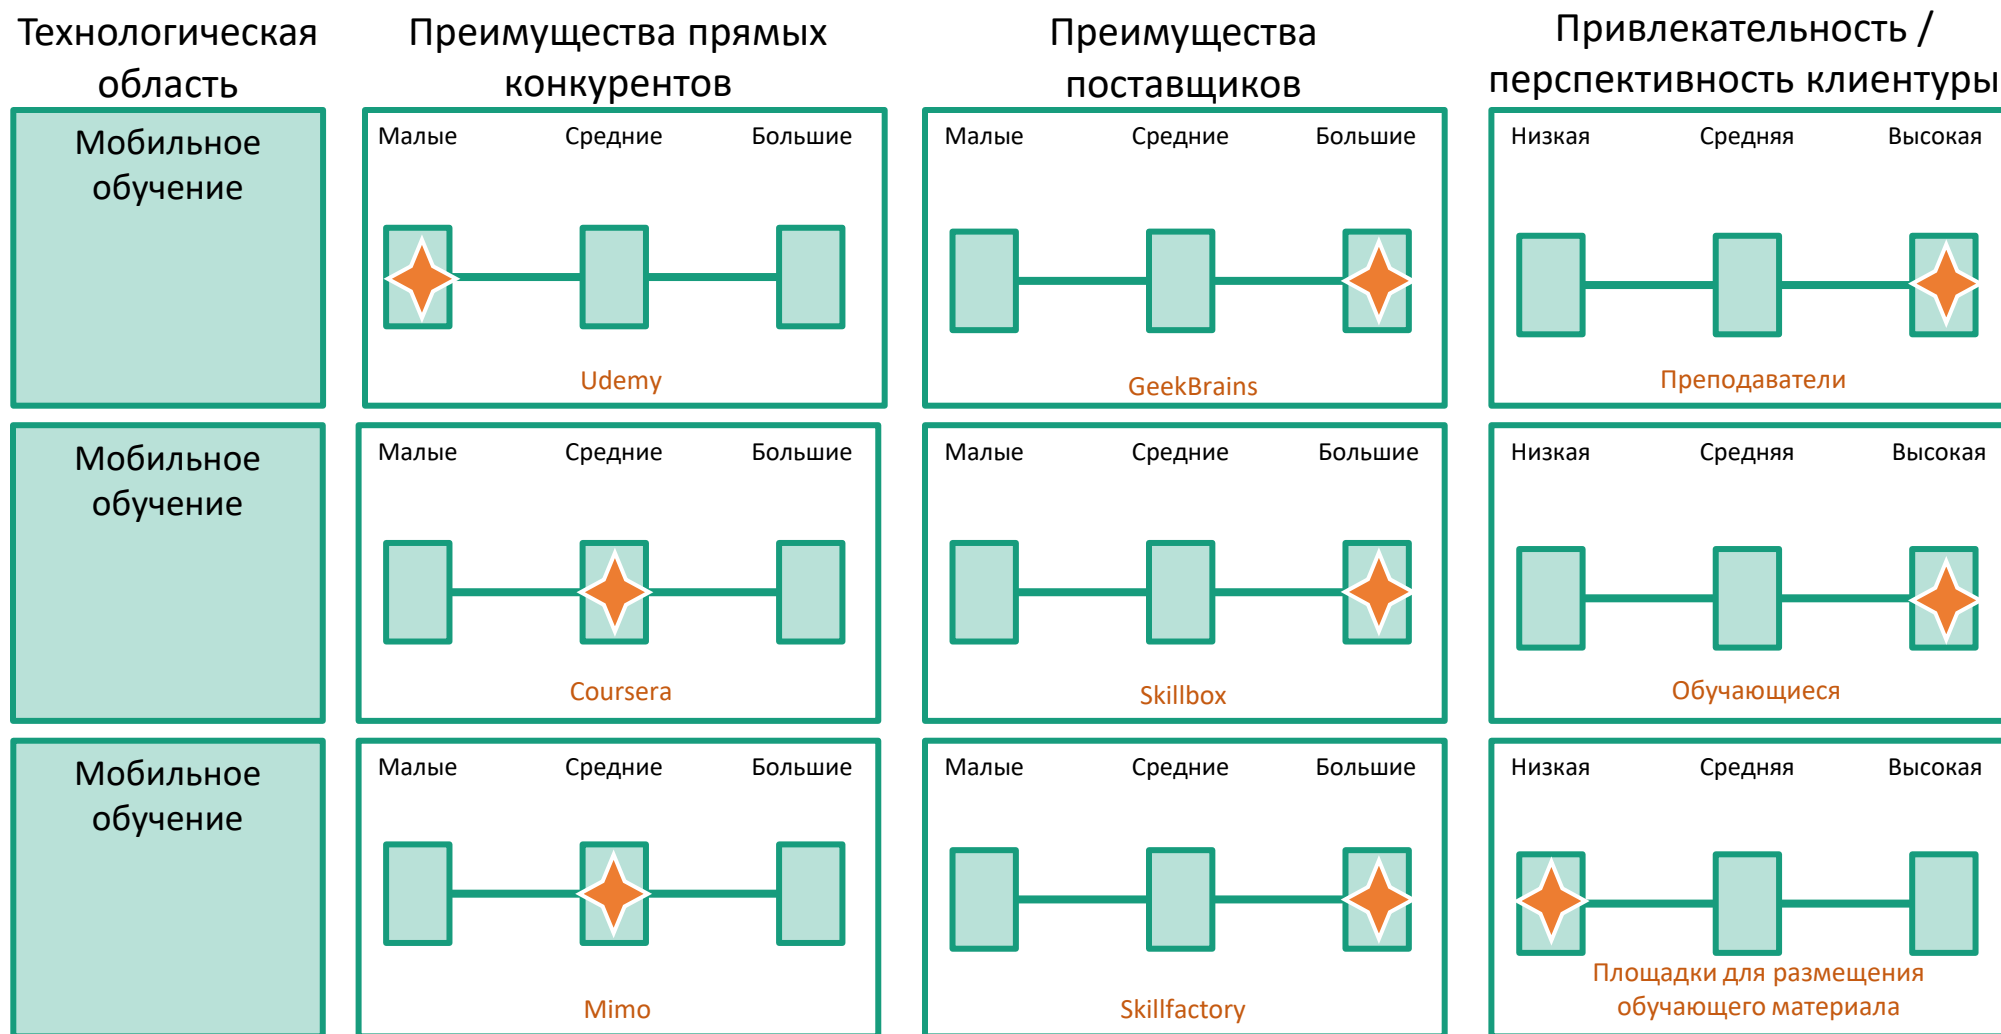 Технологическая
область
Преимущества прямых
конкурентов
Преимущества
поставщиков
Привлекательность /
перспективность клиентуры
Мобильное
обучение
Малые Средние Большие
Udemy
Малые Средние Большие
GeekBrains
Низкая Средняя Высокая
Преподаватели
Мобильное
обучение
Малые Средние Большие
Coursera
Малые Средние Большие
Skillbox
Низкая Средняя Высокая
Обучающиеся
Мобильное
обучение
Малые Средние Большие
Mimo
Малые Средние Большие
Skillfactory
Низкая Средняя Высокая
Площадки для размещения
обучающего материала